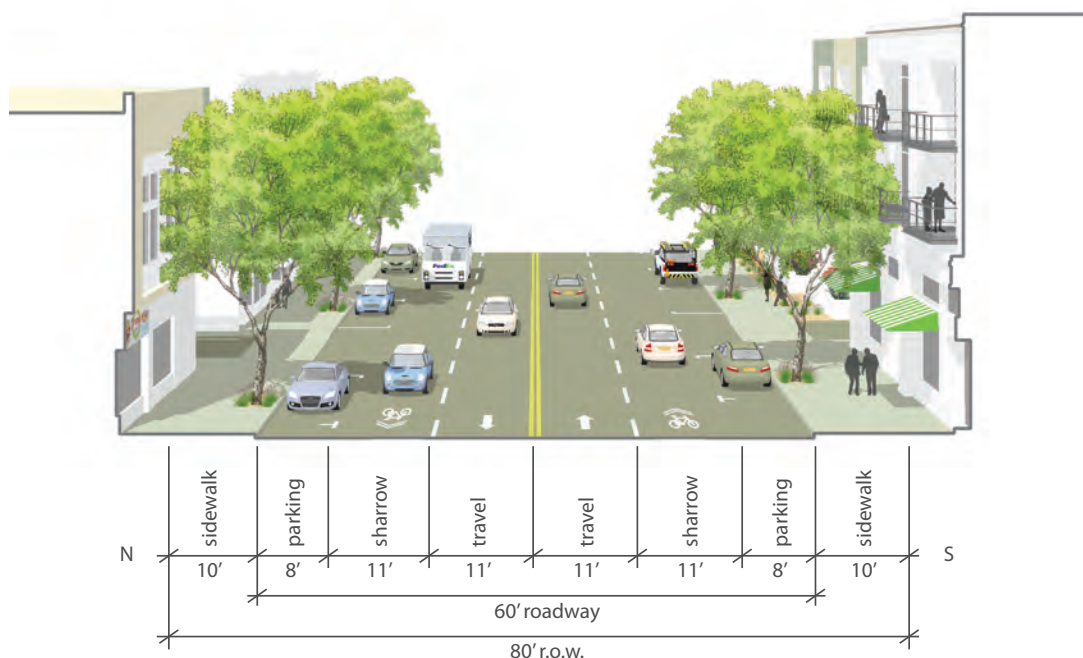 FedEx
sidewalk
parking
sharrow
travel
travel
sharrow
parking
sidewalk
N
S
10’
8’
11’
11’
11’
11’
8’
10’
60’ roadway
80’ r.o.w.